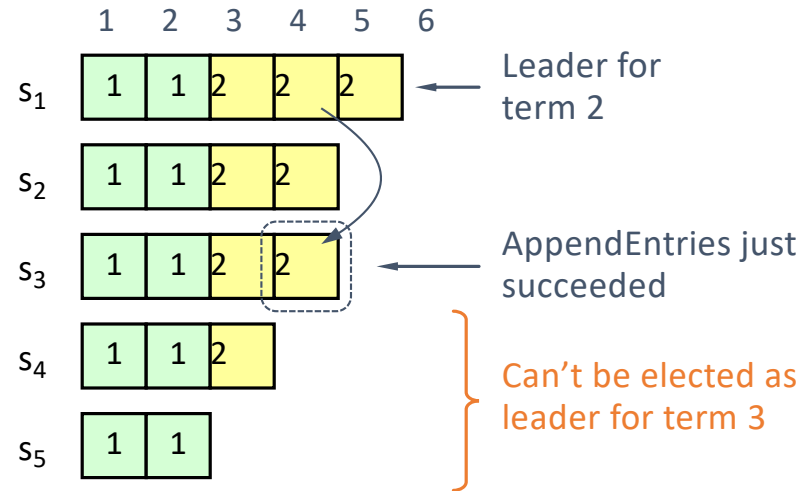 1 2 3 4 5 6
s1 1 1 2 2 2
Leader for
term 2
s2 1 1 2 2
s3 1 1 2 2
AppendEntries just
succeeded
s4 1 1 2
Can’t be elected as
leader for term 3
s5 1 1